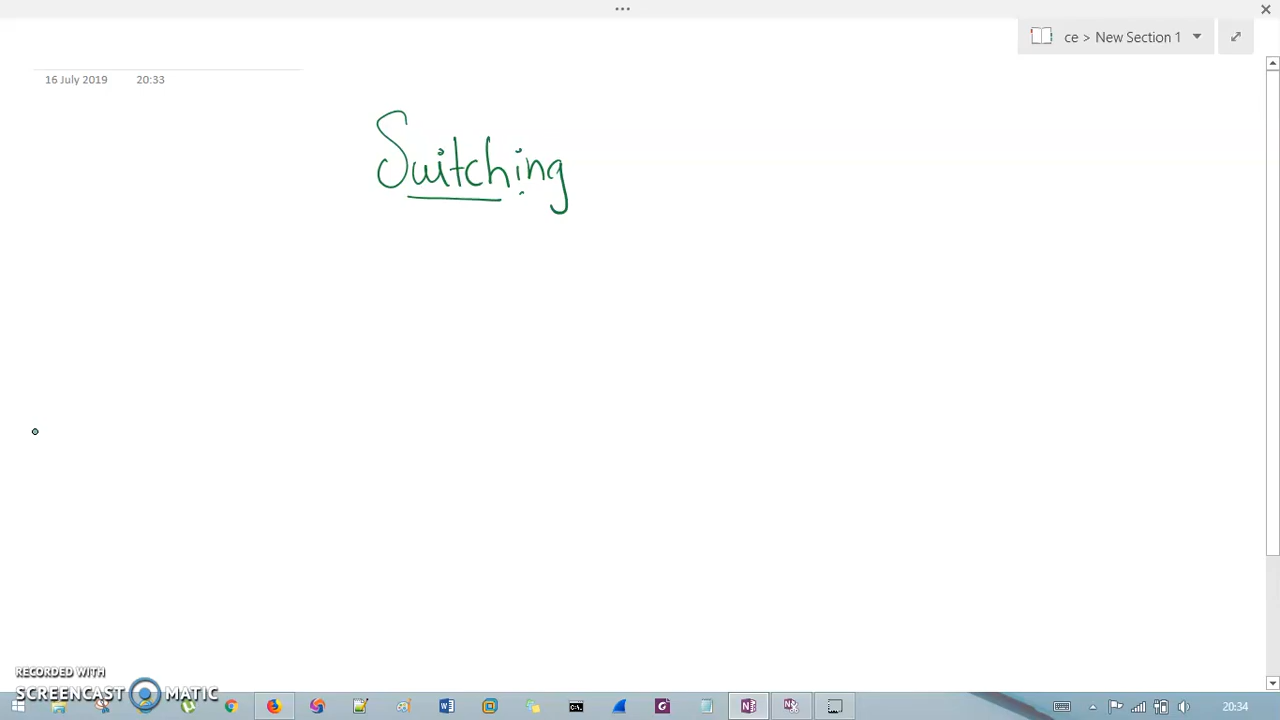 ...
ce > New Section 1
16 July 2019 20:33
Switching
RECORDED WITH
SCREENCAST MATIC
20:34